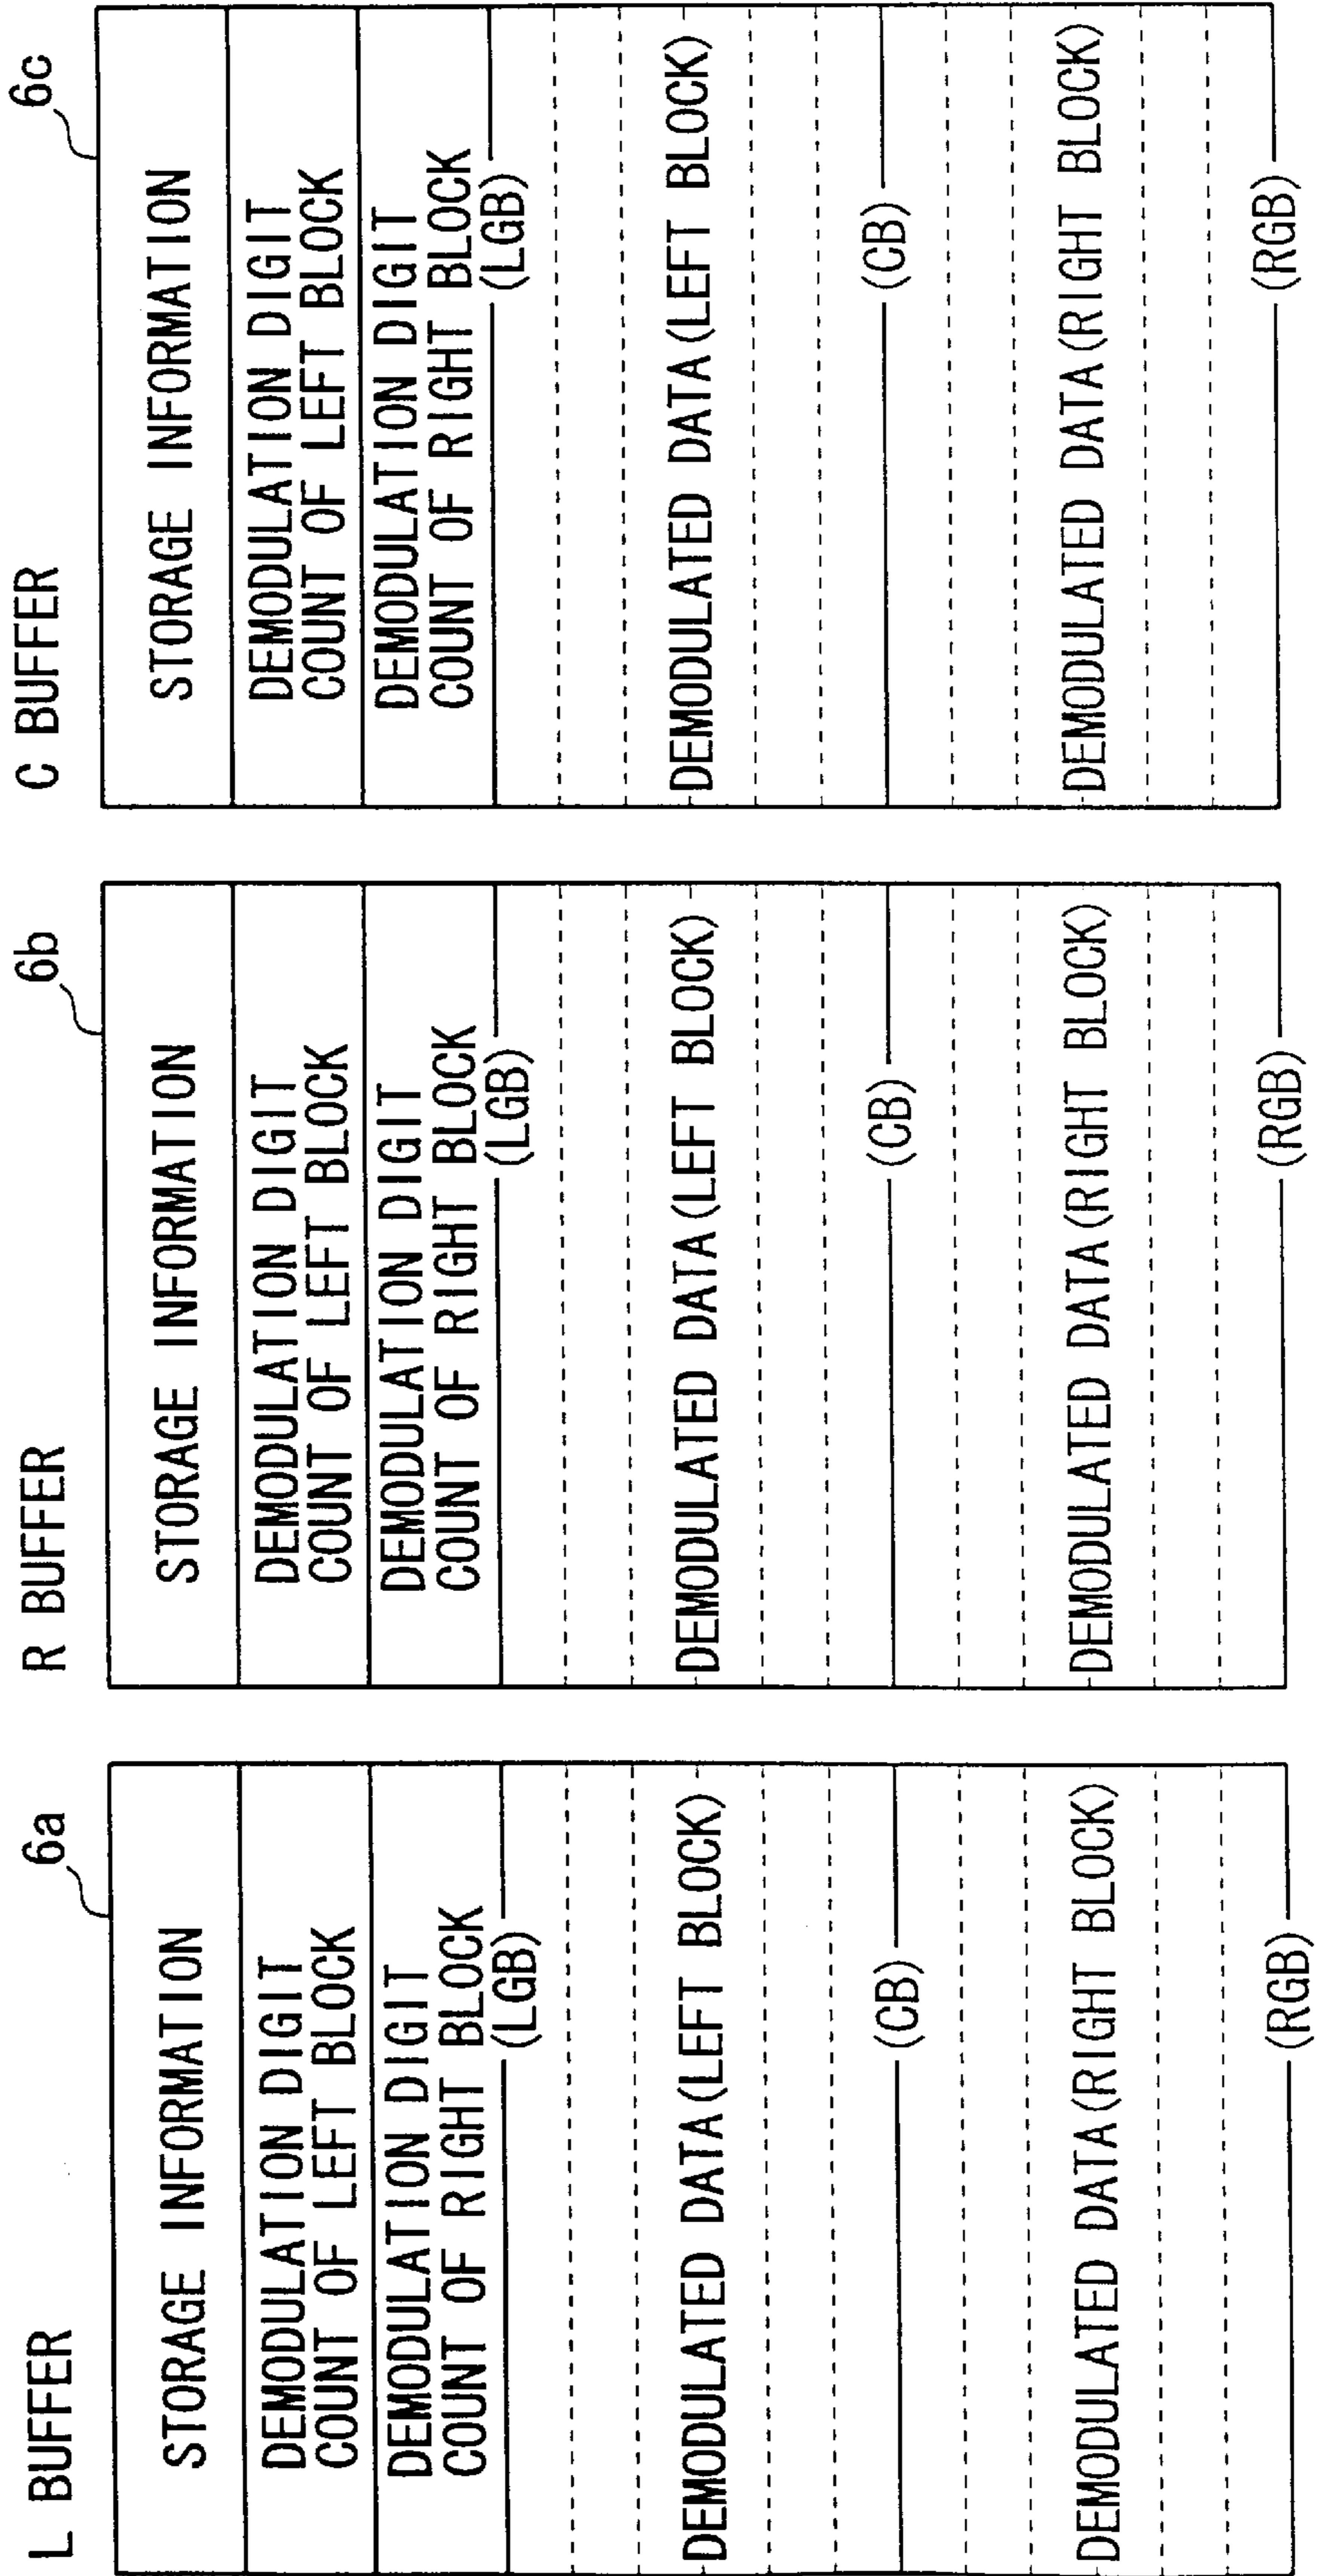 L BUFFER
6a
STORAGE INFORMATION
DEMODULATION DIGIT
COUNT OF LEFT BLOCK
DEMODULATION DIGIT
COUNT OF RIGHT BLOCK
(LGB)
DEMODULATED DATA(LEFT BLOCK)
(CB)
DEMODULATED DATA(RIGHT BLOCK)
(RGB)
R BUFFER
6b
STORAGE INFORMATION
DEMODULATION DIGIT
COUNT OF LEFT BLOCK
DEMODULATION DIGIT
COUNT OF RIGHT BLOCK
(LGB)
DEMODULATED DATA(LEFT BLOCK)
(CB)
DEMODULATED DATA(RIGHT BLOCK)
(RGB)
C BUFFER
6c
STORAGE INFORMATION
DEMODULATION DIGIT
COUNT OF LEFT BLOCK
DEMODULATION DIGIT
COUNT OF RIGHT BLOCK
(LGB)
DEMODULATED DATA(LEFT BLOCK)
(CB)
DEMODULATED DATA(RIGHT BLOCK)
(RGB)